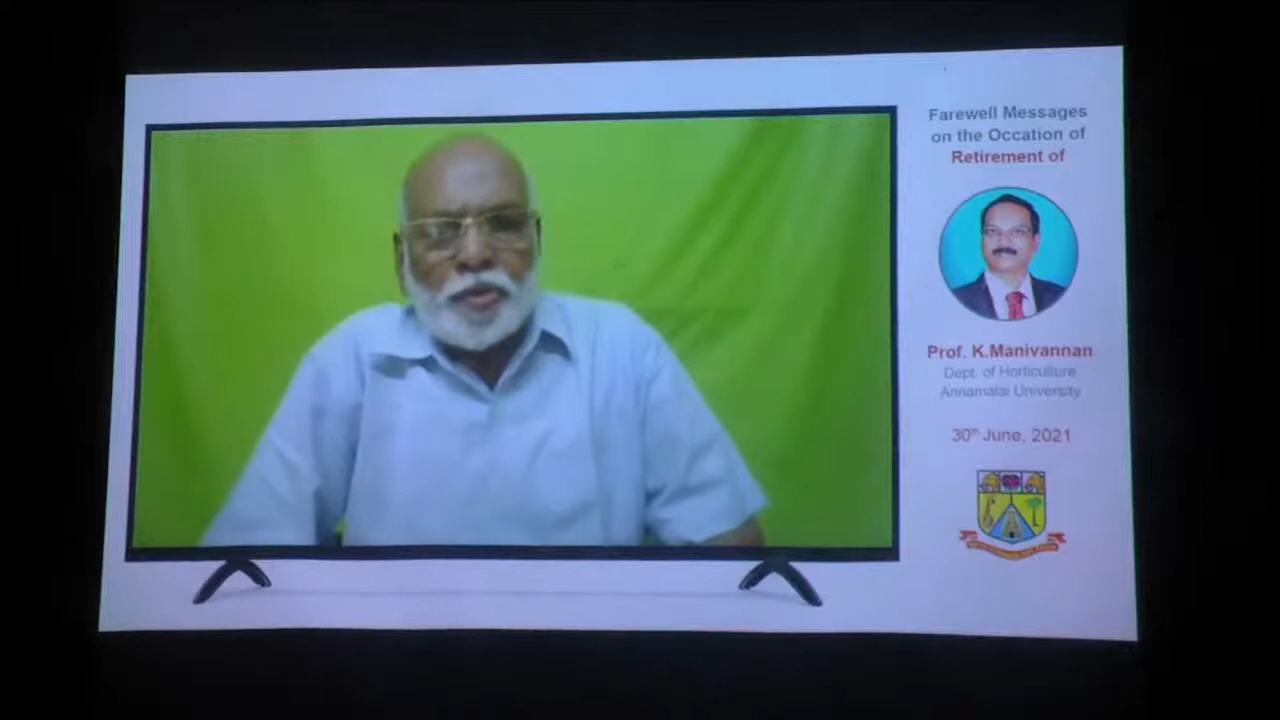 Farewell Messages
on the Occation of
Retirement of
Prof. K.Manivannan
Dept. of Horticulture
Annamalai University
30th June, 2021